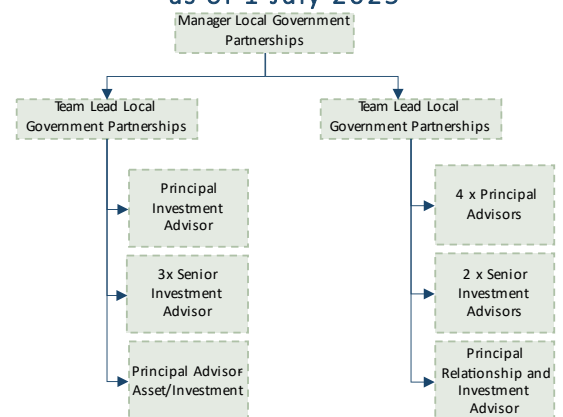 as of 1 July 2025
Manager Local Government
Partnerships
Team Lead Local
Government Partnerships
Team Lead Local
Government Partnerships
Principal
Investment
Advisor
4 x Principal
Advisors
3x Senior
Investment
Advisor
2 x Senior
Investment
Advisors
Principal Advisor
Asset/Investment
Principal
Relationship and
Investment
Advisor